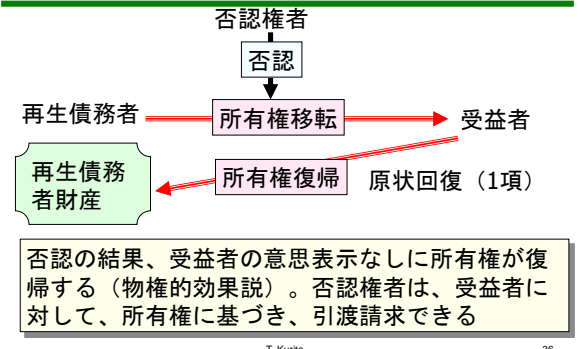 否認権者
否認
再生債務者
所有権移転
受益者
再生債務
者財産
所有権復帰
原状回復（1項）
否認の結果、受益者の意思表示なしに所有権が復
帰する（物権的効果説）。否認権者は、受益者に
対して、所有権に基づき、引渡請求できる
T. Kurita
26